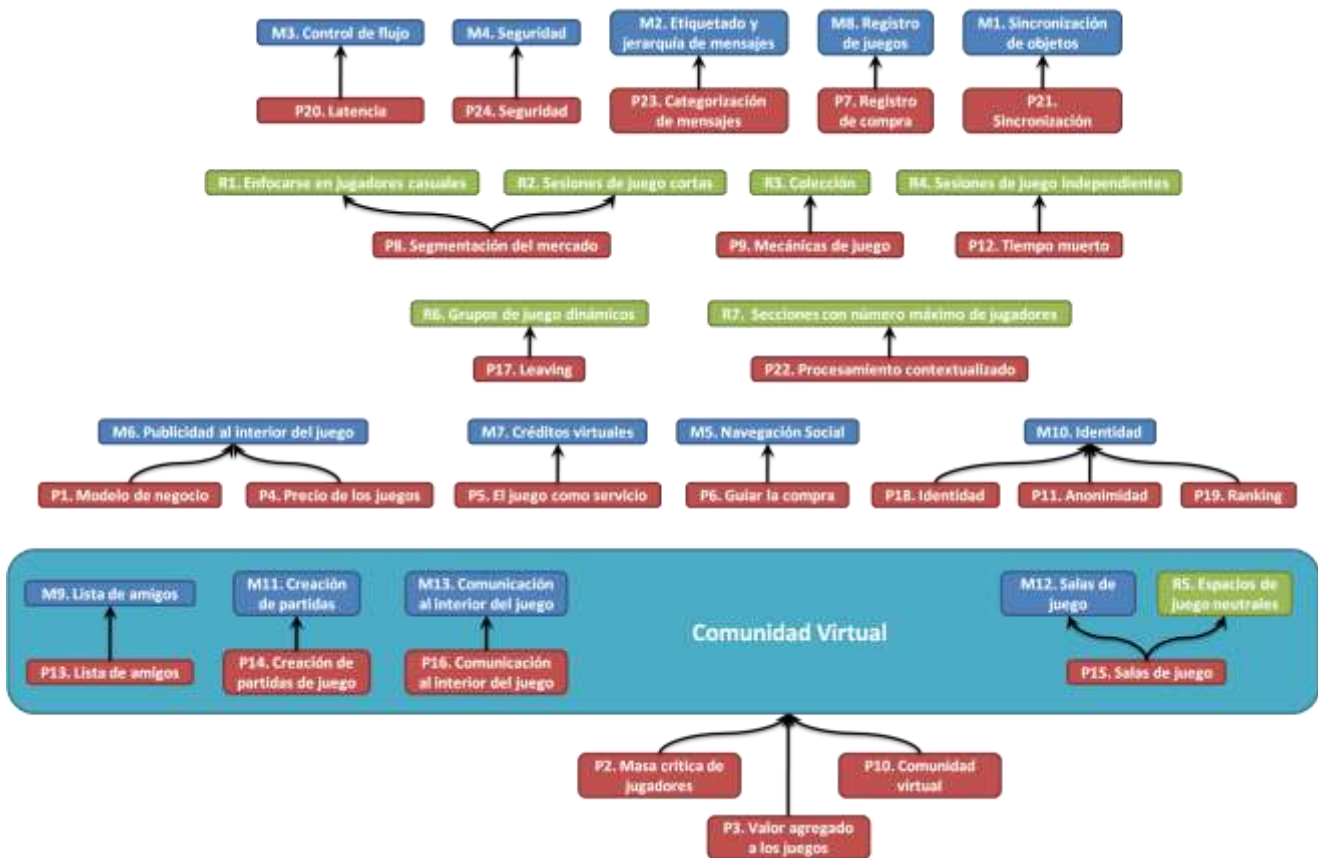 M3. Control de flujo
M4. Seguridad
M2. Etiquetado y
jerarquía de mensajes
M8. Registro
de juegos
M1. Sincronización
de objetos
P20. Latencia
P24. Seguridad
P23. Categorización
de mensajes
P7. Registro
de compra
P21.
Sincronización
R1. Enfocarse en jugadores casuales
R2. Sesiones de juego cortas
R3. Colección
R4. Sesiones de juego independientes
P8. Segmentación del mercado
P9. Mecánicas de juego
P12. Tiempo muerto
R6. Grupos de juego dinámicos
R7. Secciones con número máximo de jugadores
P17. Leaving
P22. Procesamiento contextualizado
M6. Publicidad al interior del juego
M7. Créditos virtuales
M5. Navegación Social
M10. Identidad
P1. Modelo de negocio
P4. Precio de los juegos
P5. El juego como servicio
P6. Guiar la compra
P18. Identidad
P11. Anonimidad
P19. Ranking
M9. Lista de amigos
M11. Creación
de partidas
M13. Comunicación
al interior del juego
M12. Salas de
juego
R5. Espacios de
juego neutrales
Comunidad Virtual
P13. Lista de amigos
P14. Creación de
partidas de juego
P16. Comunicación
al interior del juego
P15. Salas de juego
P2. Masa crítica de
jugadores
P10. Comunidad
virtual
P3. Valor agregado
a los juegos